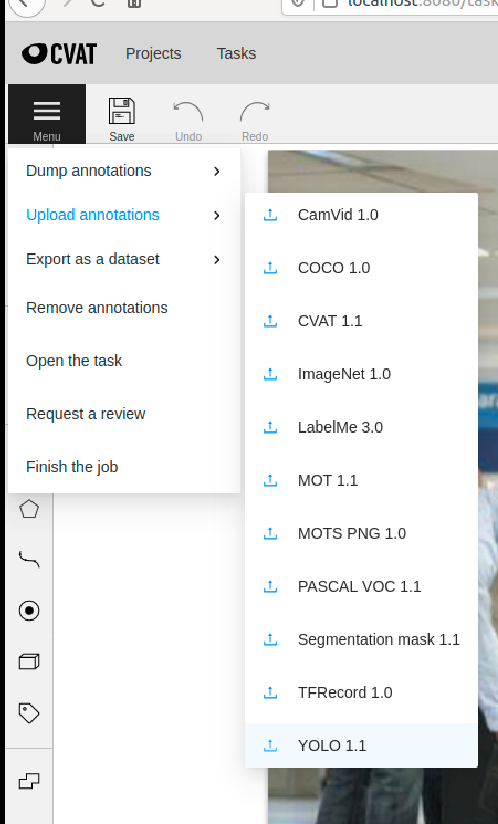 localhost:8080/task
CVAT
Projects
Tasks
Menu
Save
Undo
Redo
Dump annotations
Upload annotations
Export as a dataset
Remove annotations
Open the task
Request a review
Finish the job
CamVid 1.0
COCO 1.0
CVAT 1.1
ImageNet 1.0
LabelMe 3.0
MOT 1.1
MOTS PNG 1.0
PASCAL VOC 1.1
Segmentation mask 1.1
TFRecord 1.0
YOLO 1.1